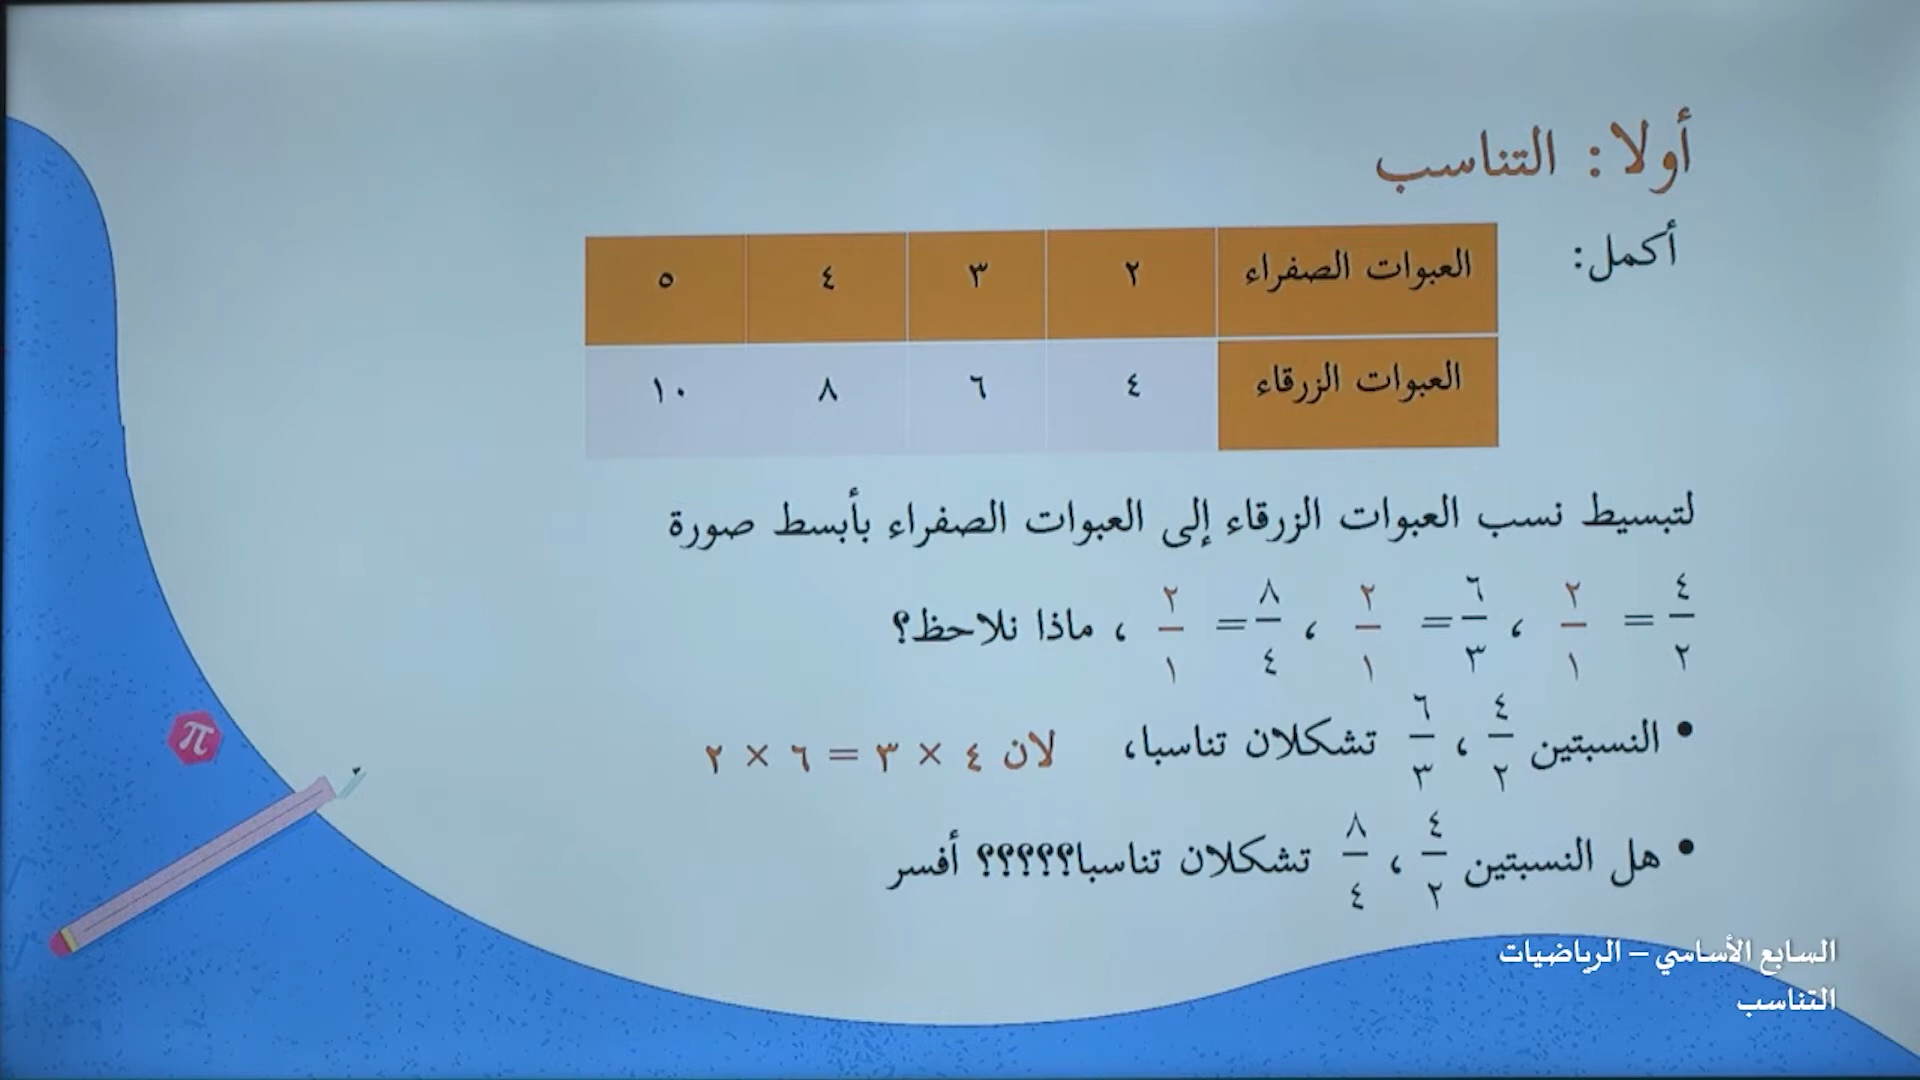 أولا: التناسب
أكمل:
العبوات الصفراء ٢ ٣ ٤ ٥
العبوات الزرقاء ٤ ٦ ٨ ١٠
لتبسيط نسب العبوات الزرقاء إلى العبوات الصفراء بأبسط صورة
٤/٢ = ٢/١ ، ٦/٣ = ٢/١ ، ٨/٤ = ٢/١ ، ماذا نلاحظ؟
• النسبتين ٤/٢ ، ٦/٣ تشكلان تناسبا، لان ٤ × ٣ = ٦ × ٢
• هل النسبتين ٤/٢ ، ٨/٤ تشكلان تناسبا؟؟؟؟؟ أفسر
π
السابع الأساسي – الرياضيات
التناسب